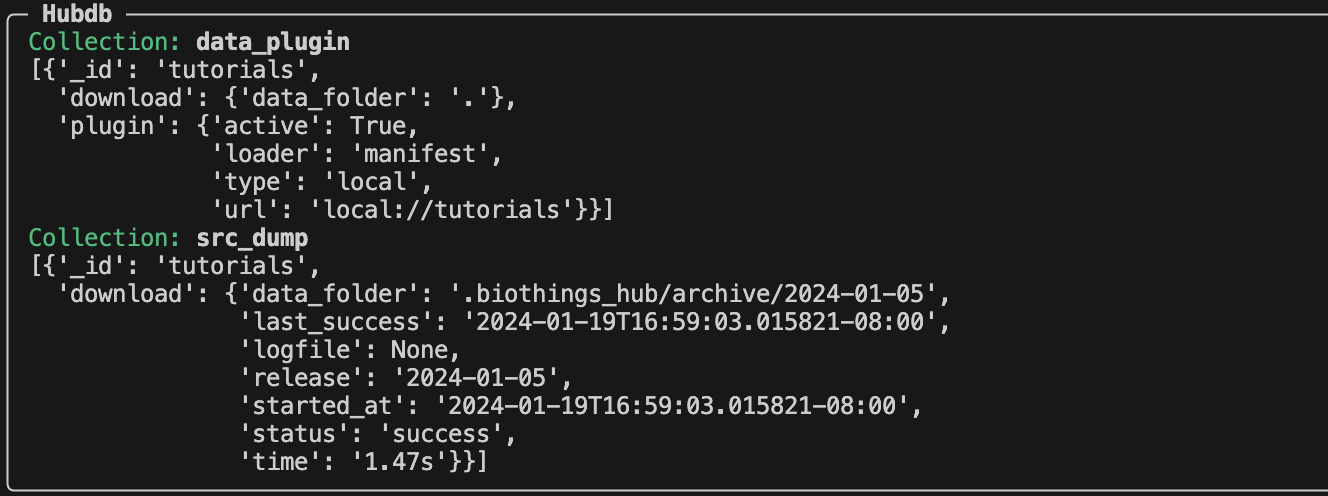 Hubdb
Collection: data_plugin
[{'_id': 'tutorials',
  'download': {'data_folder': '.'},
  'plugin': {'active': True,
             'loader': 'manifest',
             'type': 'local',
             'url': 'local://tutorials'}}]
Collection: src_dump
[{'_id': 'tutorials',
  'download': {'data_folder': '.biothings_hub/archive/2024-01-05',
               'last_success': '2024-01-19T16:59:03.015821-08:00',
               'logfile': None,
               'release': '2024-01-05',
               'started_at': '2024-01-19T16:59:03.015821-08:00',
               'status': 'success',
               'time': '1.47s'}}]